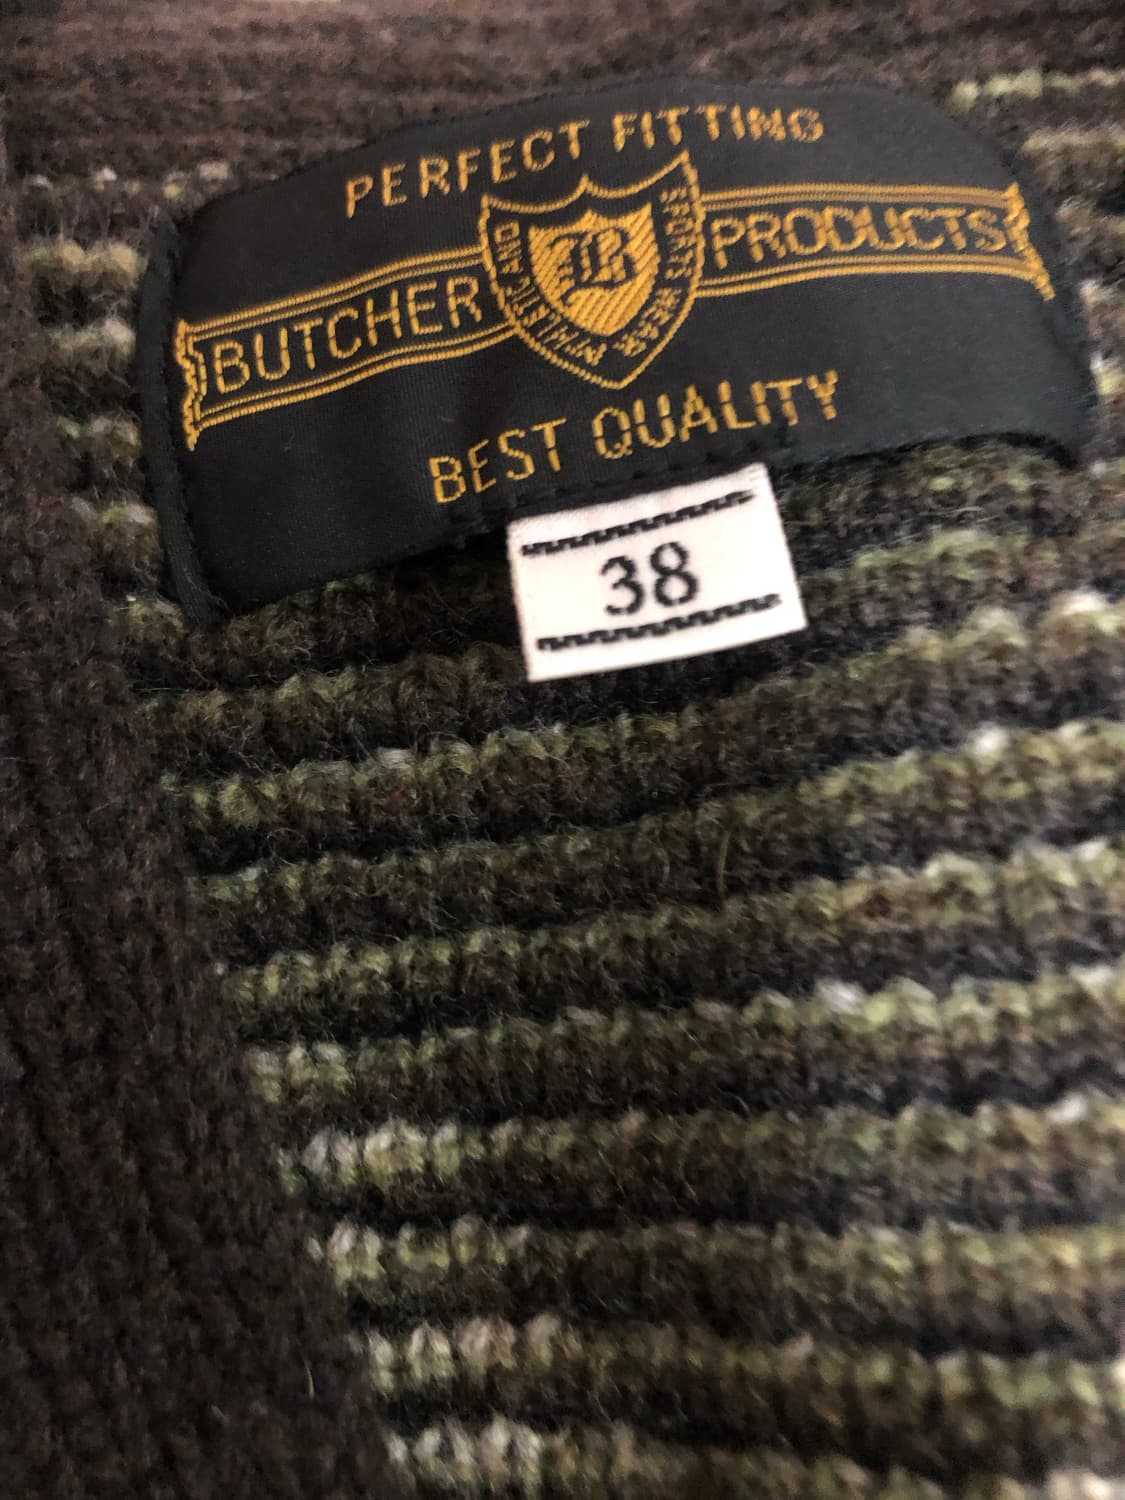 PERFECT FITTING
BUTCHER PRODUCTS
SPORTS WEAR
AND ATHLETIC
B
BEST QUALITY
38